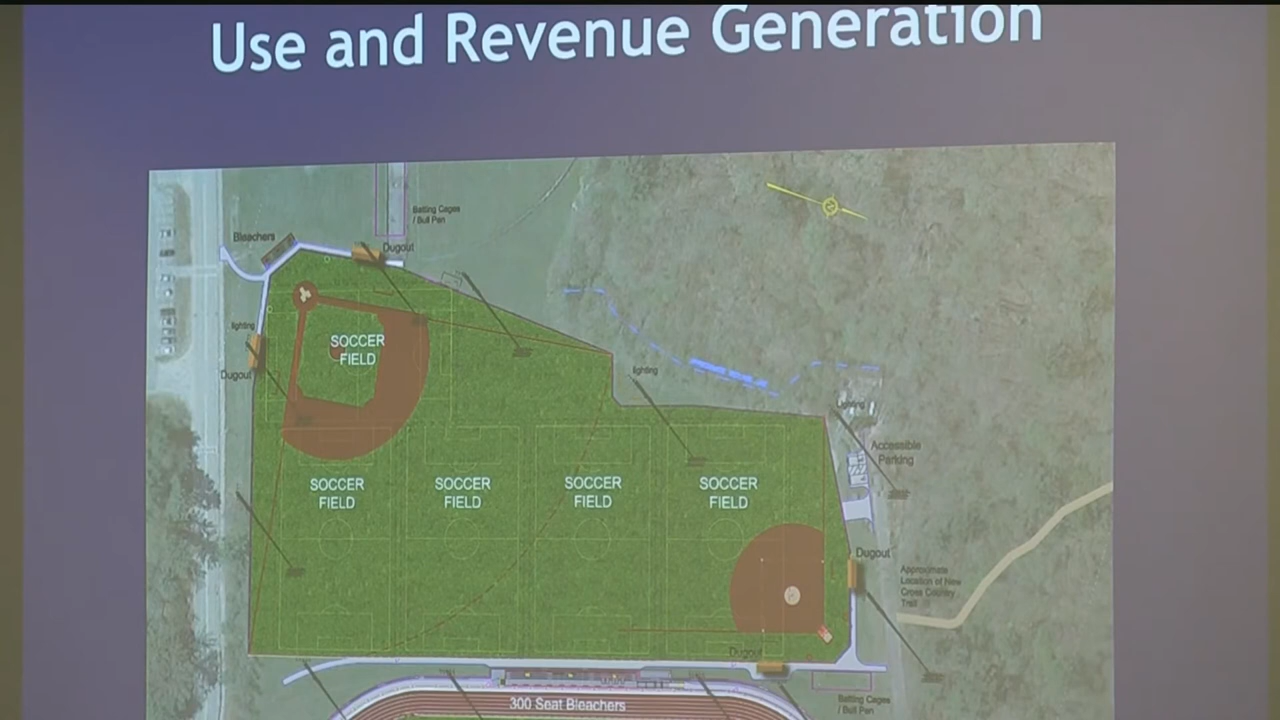 Use and Revenue Generation
Batting Cages
/ Bull Pen
Bleachers
Dugout
lighting
SOCCER
FIELD
Dugout
lighting
lighting
Accessible
Parking
SOCCER
FIELD
SOCCER
FIELD
SOCCER
FIELD
SOCCER
FIELD
Dugout
Approximate
Location of New
Cross Country
Trail
Dugout
300 Seat Bleachers
Batting Cages
/ Bull Pen